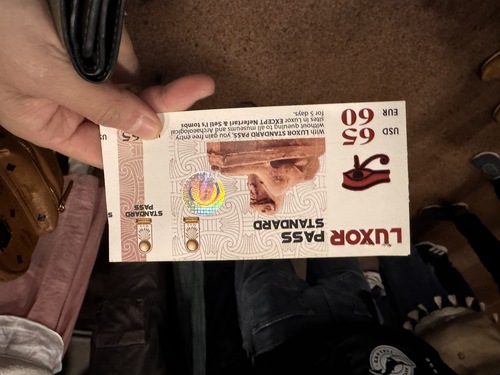 LUXOR PASS
STANDARD
USD 65
EUR 60
With LUXOR STANDARD PASS, you gain free entry
without queuing to all museums and Archaeological
sites in Luxor EXCEPT Nefertari & Seti I's tombs
for 5 days.
PASS
STANDARD
65